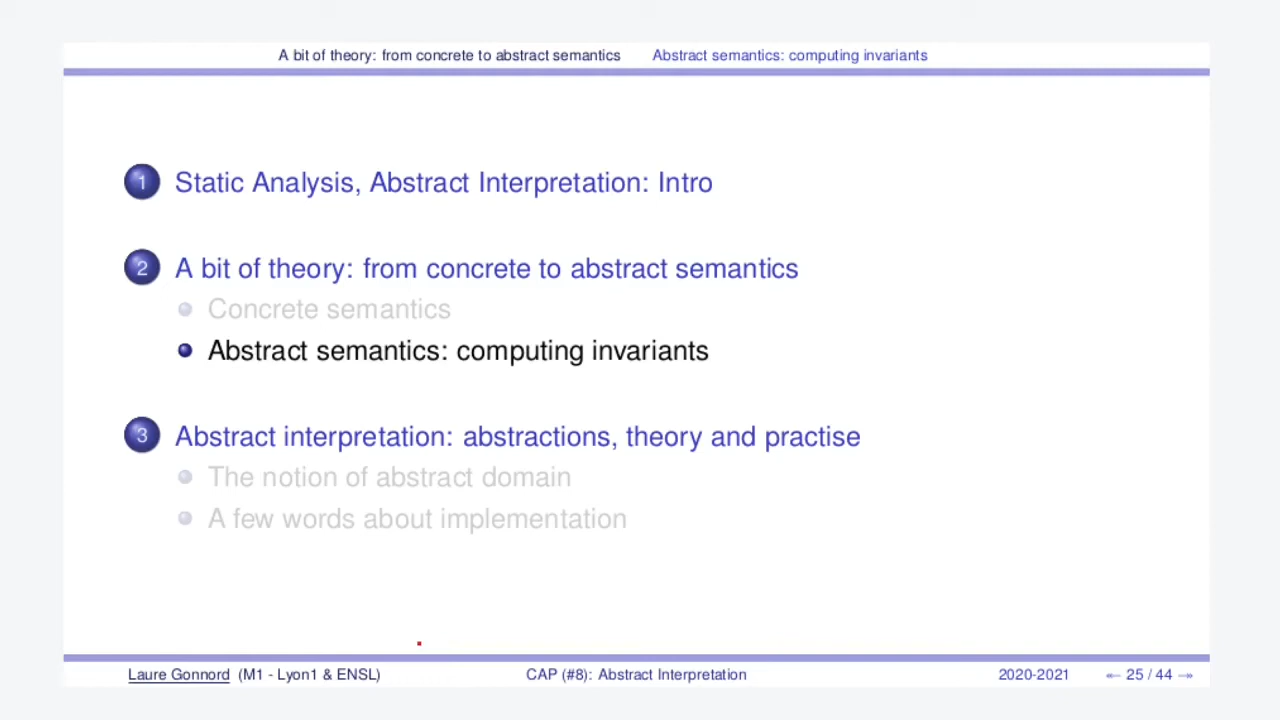 A bit of theory: from concrete to abstract semantics Abstract semantics: computing invariants
1 Static Analysis, Abstract Interpretation: Intro
2 A bit of theory: from concrete to abstract semantics
Concrete semantics
Abstract semantics: computing invariants
3 Abstract interpretation: abstractions, theory and practise
The notion of abstract domain
A few words about implementation
Laure Gonnord (M1 - Lyon1 & ENSL) CAP (#8): Abstract Interpretation 2020-2021 ← 25 / 44 →